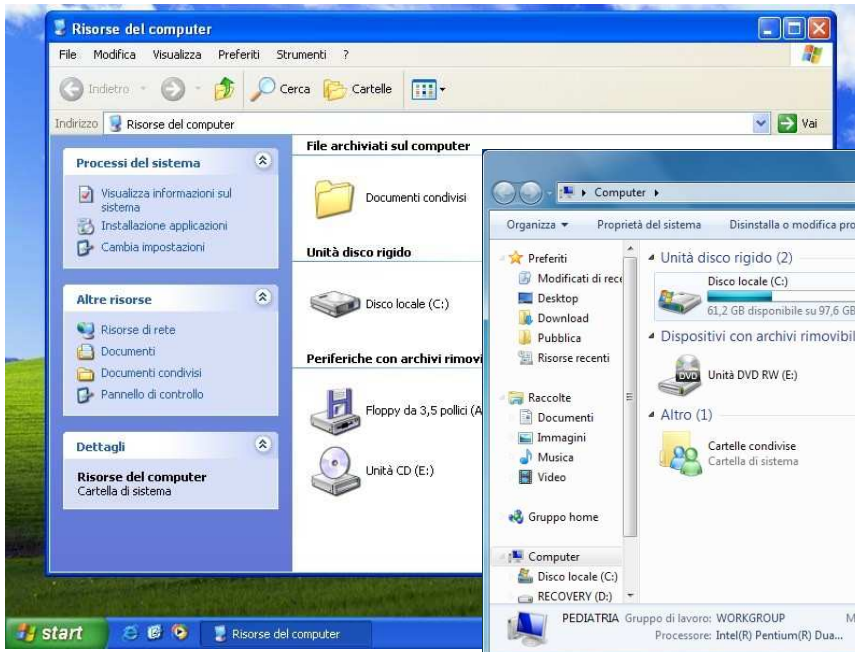 Risorse del computer
File Modifica Visualizza Preferiti Strumenti ?
Indietro Cerca Cartelle
Indirizzo Risorse del computer Vai
Processi del sistema
Visualizza informazioni sul
sistema
Installazione applicazioni
Cambia impostazioni
Altre risorse
Risorse di rete
Documenti
Documenti condivisi
Pannello di controllo
Dettagli
Risorse del computer
Cartella di sistema
File archiviati sul computer
Documenti condivisi
Unità disco rigido
Disco locale (C:)
Periferiche con archivi rimovi
Floppy da 3,5 pollici (A
Unità CD (E:)
Computer
Organizza Proprietà del sistema Disinstalla o modifica pro
Preferiti
Modificati di rece
Desktop
Download
Pubblica
Risorse recenti
Raccolte
Documenti
Immagini
Musica
Video
Gruppo home
Computer
Disco locale (C:)
RECOVERY (D:)
Unità disco rigido (2)
Disco locale (C:)
61,2 GB disponibile su 97,6 GB
Dispositivi con archivi rimovibil
DVD
Unità DVD RW (E:)
Altro (1)
Cartelle condivise
Cartella di sistema
PEDIATRIA Gruppo di lavoro: WORKGROUP M
Processore: Intel(R) Pentium(R) Dua...
start Risorse del computer